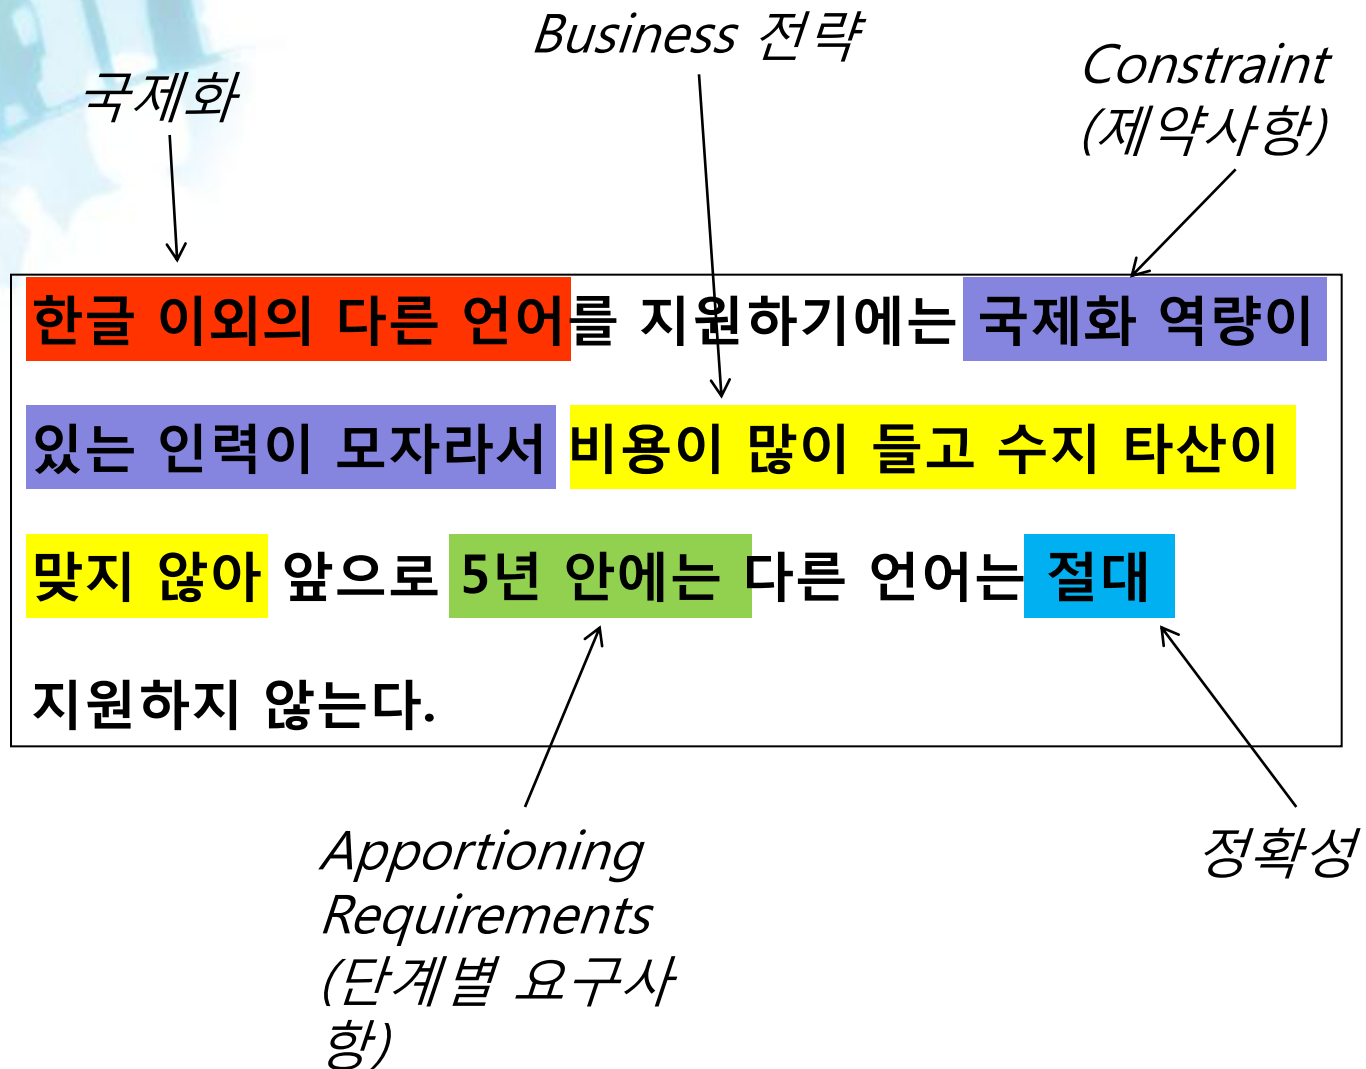 Business 전략
국제화
Constraint
(제약사항)
한글 이외의 다른 언어를 지원하기에는 국제화 역량이
있는 인력이 모자라서 비용이 많이 들고 수지 타산이
맞지 않아 앞으로 5년 안에는 다른 언어는 절대
지원하지 않는다.
Apportioning
Requirements
(단계별 요구사
항)
정확성